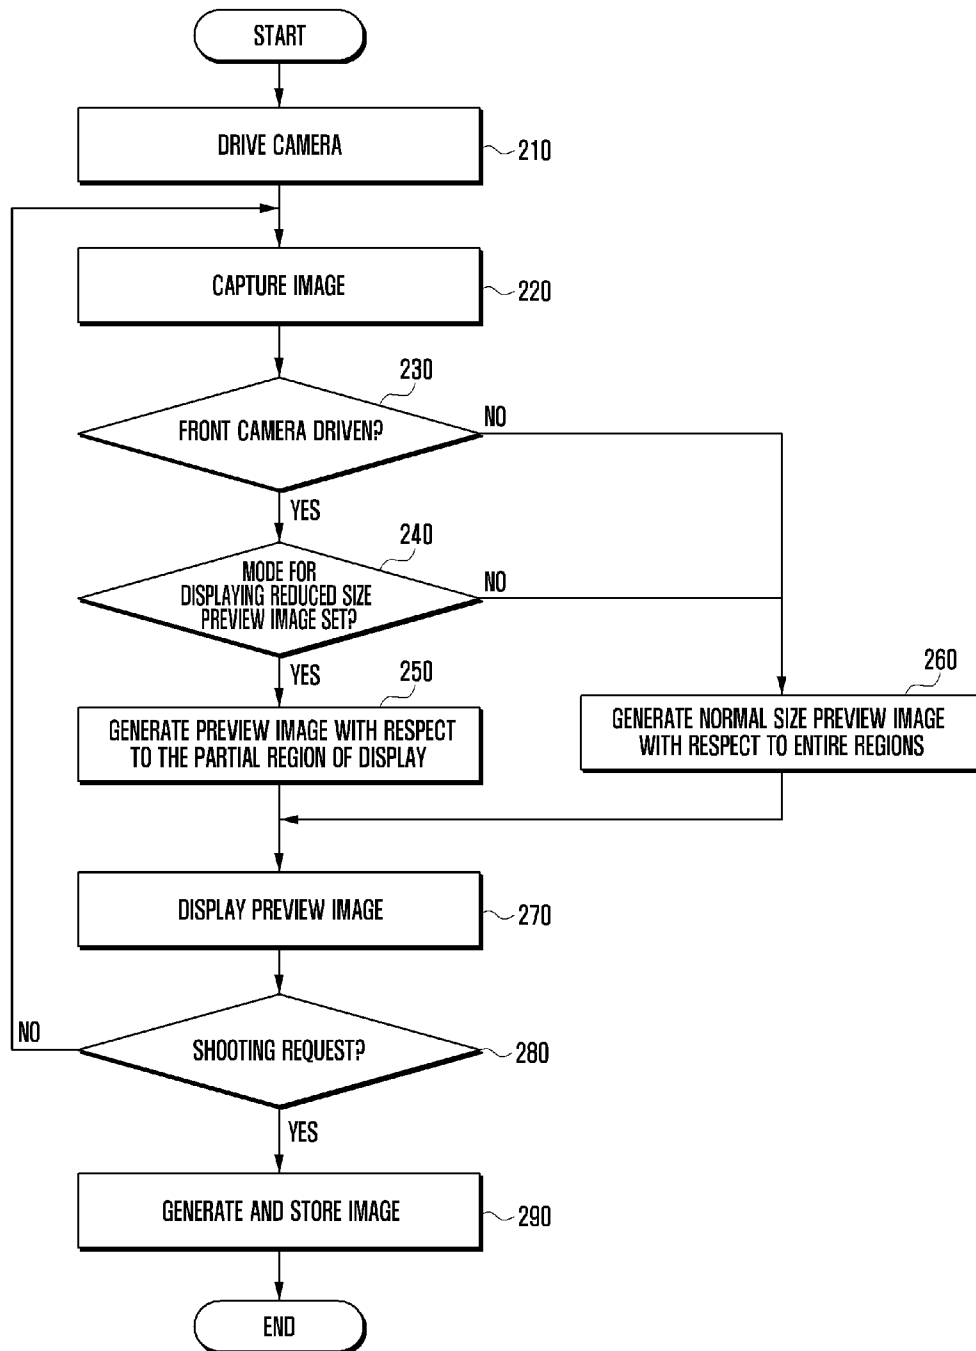 START
DRIVE CAMERA
210
CAPTURE IMAGE
220
230
FRONT CAMERA DRIVEN?
NO
YES
240
MODE FOR
DISPLAYING REDUCED SIZE
PREVIEW IMAGE SET?
NO
YES
250
GENERATE PREVIEW IMAGE WITH RESPECT
TO THE PARTIAL REGION OF DISPLAY
260
GENERATE NORMAL SIZE PREVIEW IMAGE
WITH RESPECT TO ENTIRE REGIONS
DISPLAY PREVIEW IMAGE
270
NO
SHOOTING REQUEST?
280
YES
GENERATE AND STORE IMAGE
290
END